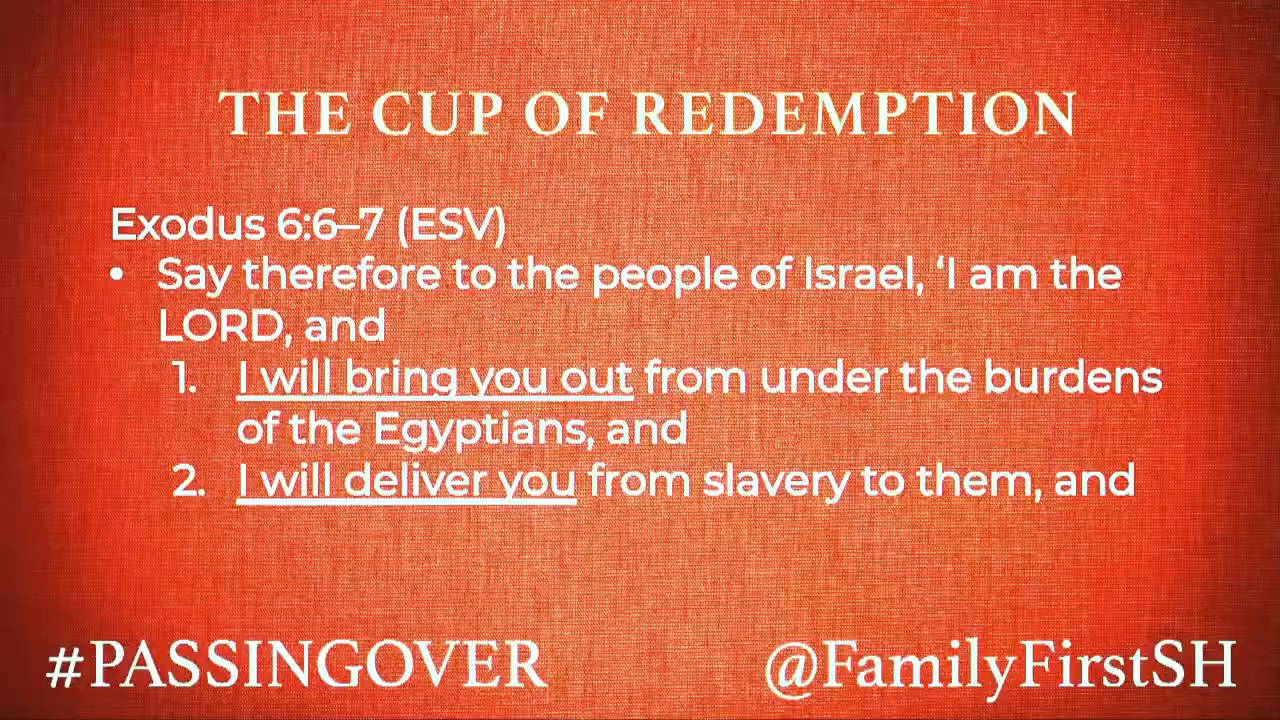 THE CUP OF REDEMPTION
Exodus 6:6–7 (ESV)
• Say therefore to the people of Israel, ‘I am the
LORD, and
1. I will bring you out from under the burdens
of the Egyptians, and
2. I will deliver you from slavery to them, and
#PASSINGOVER
@FamilyFirstSH